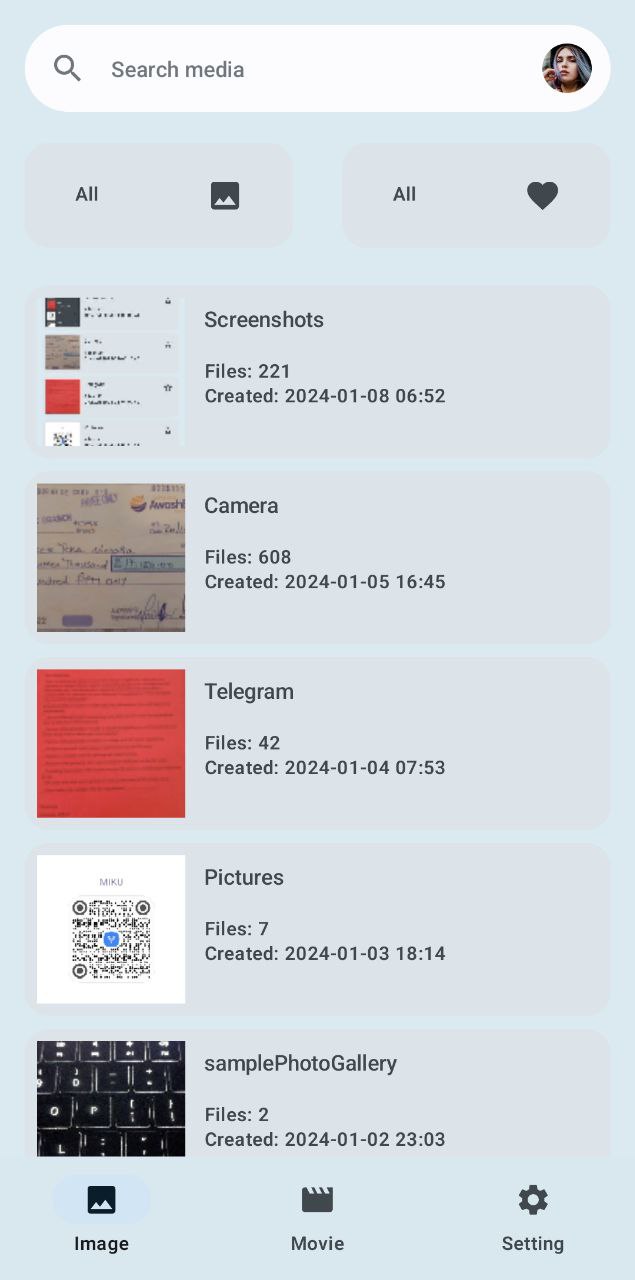 Search media
All
All
Screenshots
Files: 221
Created: 2024-01-08 06:52
Camera
Files: 608
Created: 2024-01-05 16:45
Telegram
Files: 42
Created: 2024-01-04 07:53
MIKU
Pictures
Files: 7
Created: 2024-01-03 18:14
O P
L
samplePhotoGallery
Files: 2
Created: 2024-01-02 23:03
Image
Movie
Setting